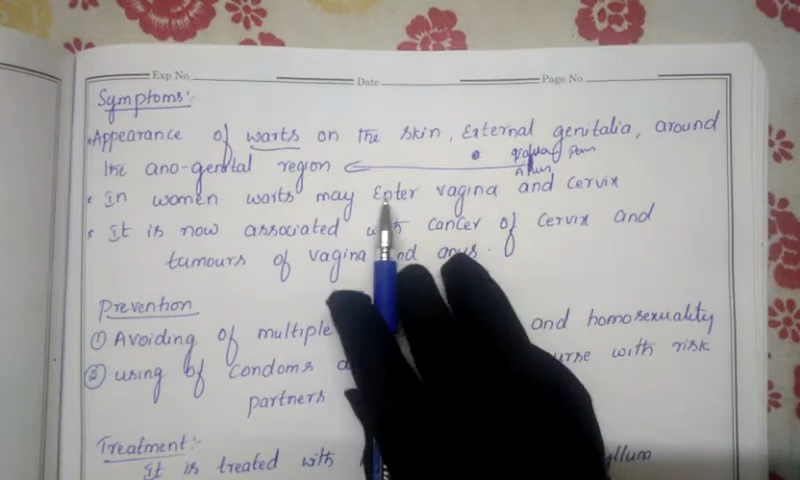 Exp No.
Date
Page No.
Symptoms:-
Appearance of warts on the skin, External genitalia, around
the ano-genital region
Anus
In women warts may Enter vagina and cervix
It is now associated with cancer of cervix and
tumours of vagina and anus.
Prevention
① Avoiding of multiple and homosexuality
② using of condoms with risk
partners
Treatment:-
It is treated with